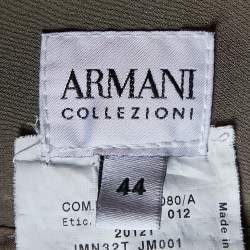 ARMANI
COLLEZIONI
44
COM. 080/A
Etic. 012
20121
IMN32T JM001
Made in